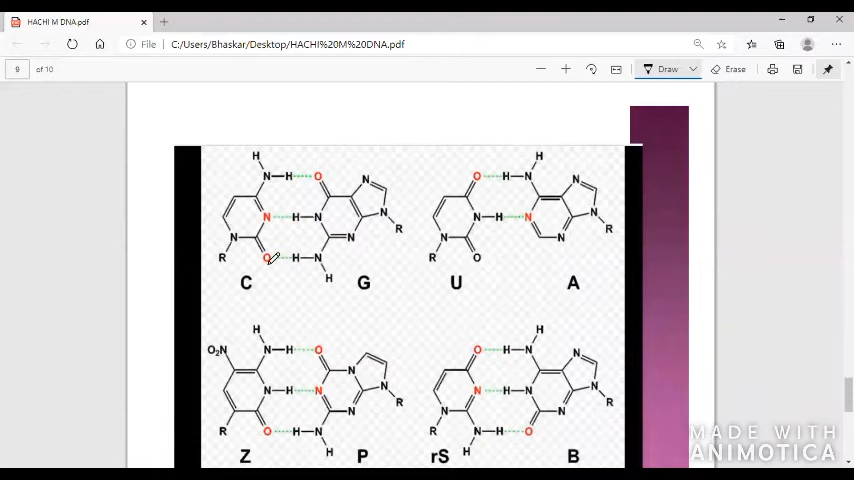 HACHI M DNA.pdf
File C:/Users/Bhaskar/Desktop/HACHI%20M%20DNA.pdf
9 of 10 Draw Erase
H H
N H O N O H N N
N H N N N H N
N N R N N R
R O H N R O
H
C G U A
H H
O₂N N H O O H N N
N H N N N H N N
N R N R
R O H N R N H O
H H
Z P rS B
MADE WITH
ANIMOTICA